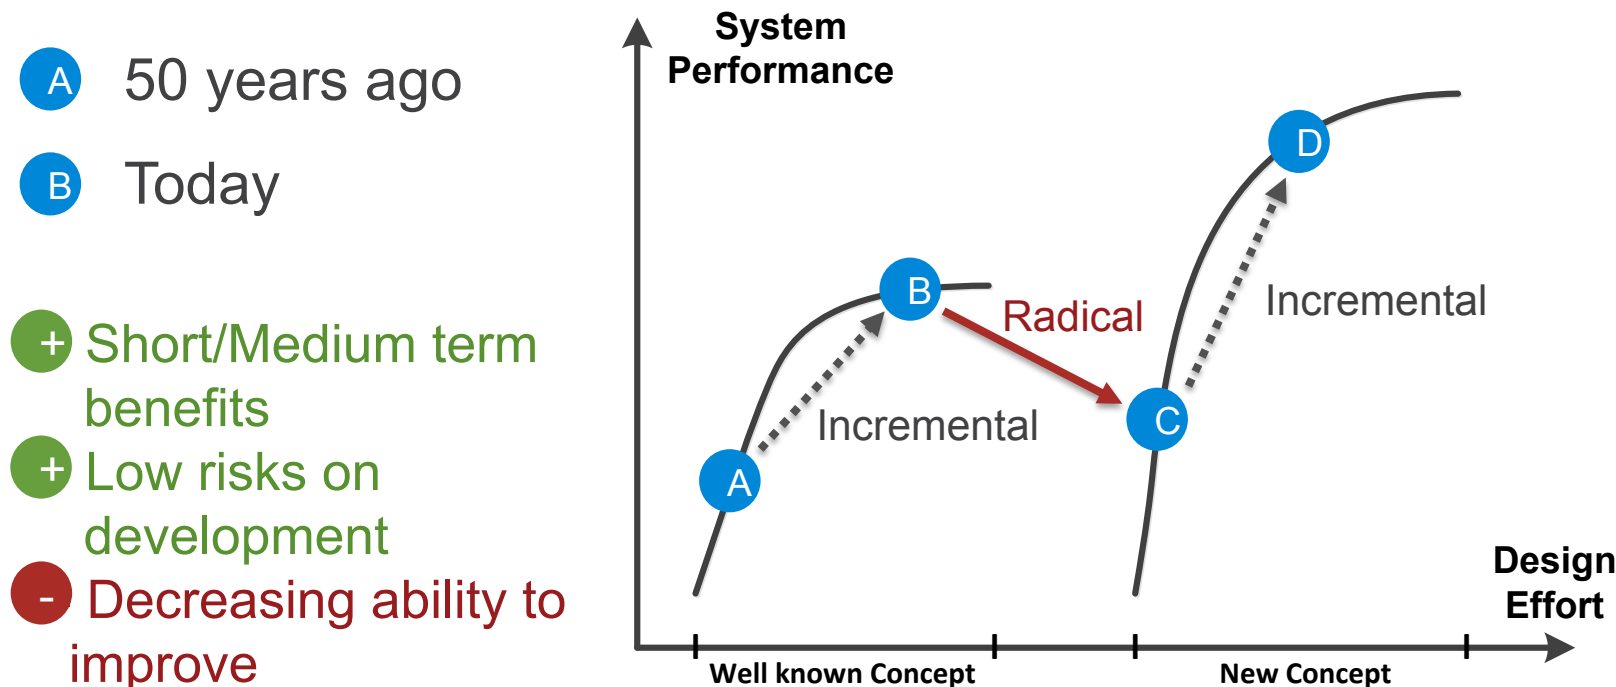 A 50 years ago
B Today
+ Short/Medium term
benefits
+ Low risks on
development
- Decreasing ability to
improve
System
Performance
D
B
Radical
Incremental
C
Incremental
A
Design
Effort
Well known Concept
New Concept